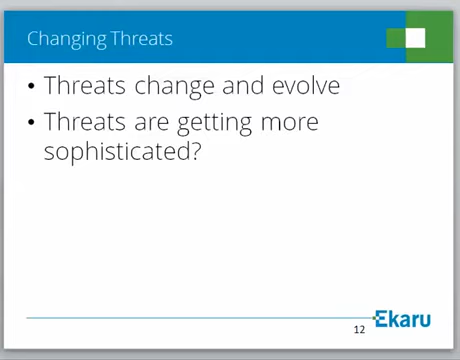 Changing Threats
• Threats change and evolve
• Threats are getting more
sophisticated?
12
Ekaru